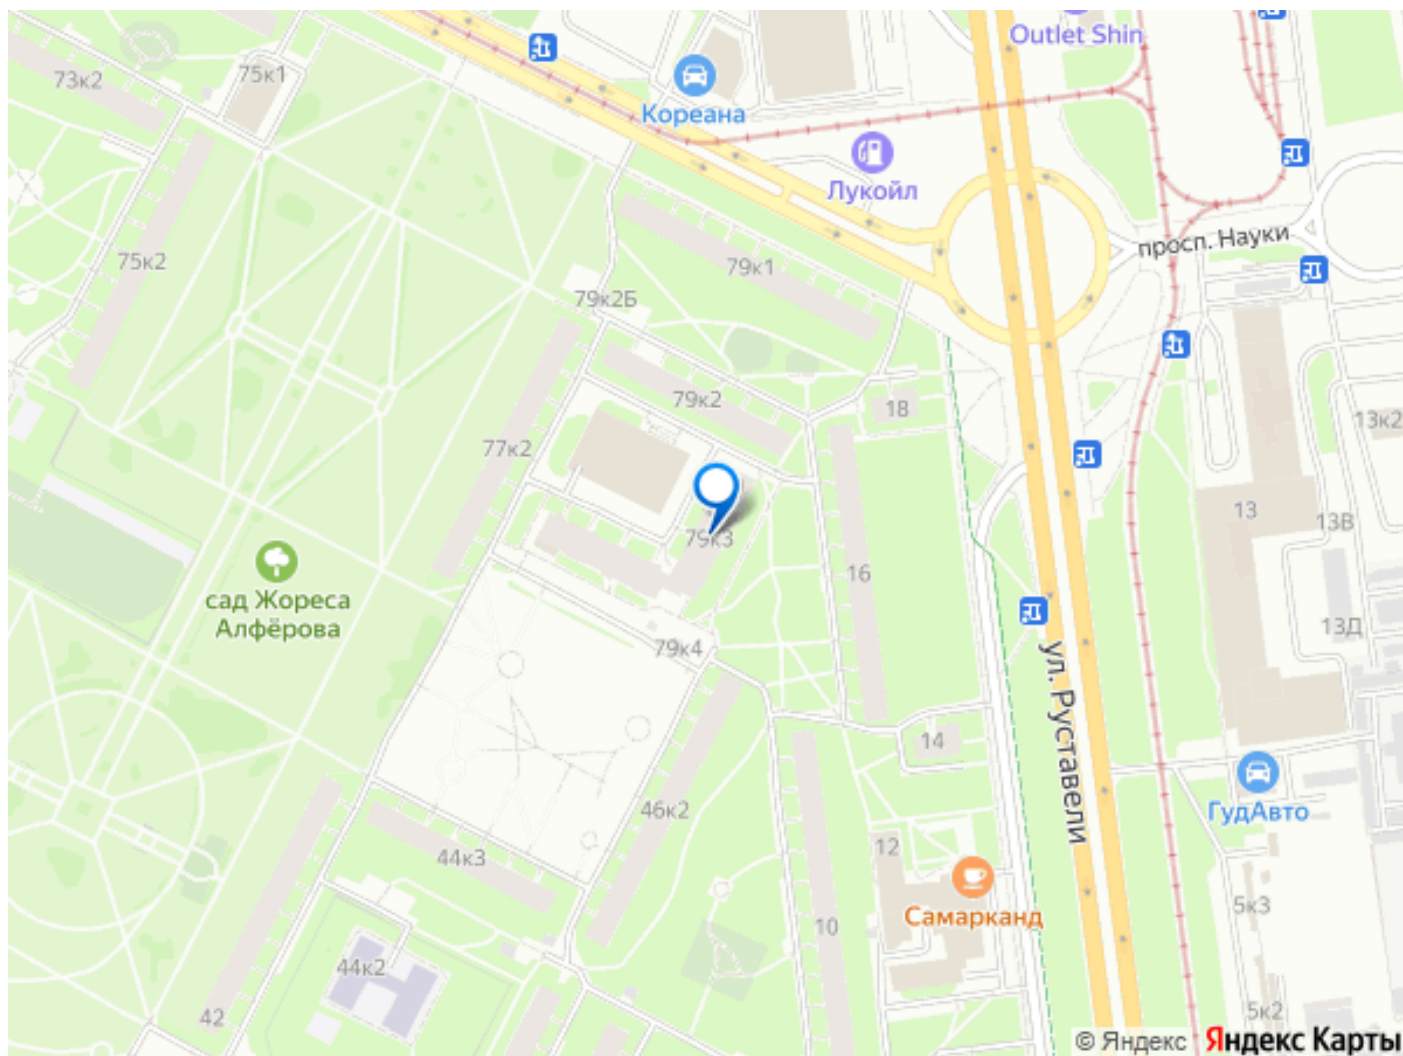 Outlet Shin
73к2
75к1
Кореана
Лукойл
просп. Науки
75к2
79к1
79к2Б
79к2
18
13к2
77к2
13
13В
79к3
16
сад Жореса
Алфёрова
13Д
79к4
ул. Руставели
14
46к2
ГудАвто
44к3
12
Самарканд
5к3
10
44к2
42
5к2
© Яндекс Яндекс Карты